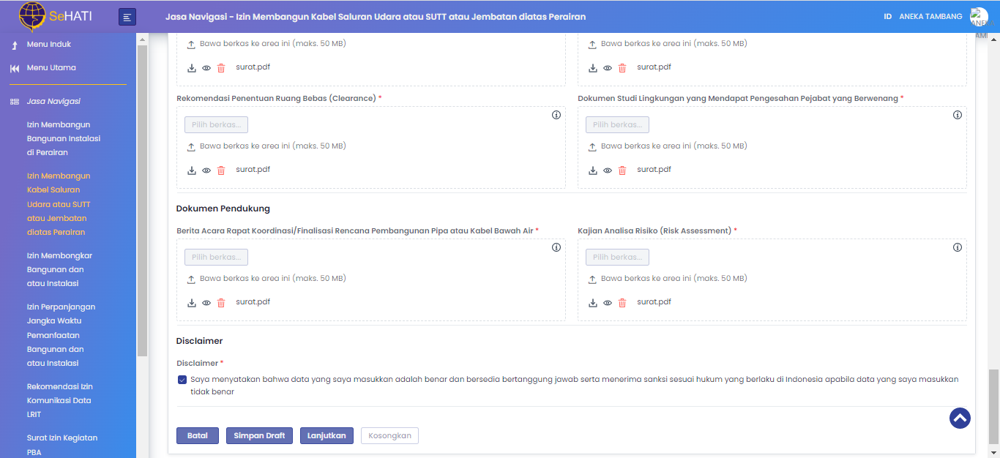 SeHATI
Jasa Navigasi - Izin Membangun Kabel Saluran Udara atau SUTT atau Jembatan diatas Perairan
ID ANEKA TAMBANG
Menu Induk
Menu Utama
Jasa Navigasi
Izin Membangun
Bangunan Instalasi
di Perairan
Izin Membangun
Kabel Saluran
Udara atau SUTT
atau Jembatan
diatas Perairan
Izin Membongkar
Bangunan dan
atau Instalasi
Izin Perpanjangan
Jangka Waktu
Pemanfaatan
Bangunan dan
atau Instalasi
Rekomendasi Izin
Komunikasi Data
LRIT
Surat Izin Kegiatan
PBA
Bawa berkas ke area ini (maks. 50 MB)
surat.pdf
Bawa berkas ke area ini (maks. 50 MB)
surat.pdf
Rekomendasi Penentuan Ruang Bebas (Clearance) *
Pilih berkas...
Bawa berkas ke area ini (maks. 50 MB)
surat.pdf
Dokumen Studi Lingkungan yang Mendapat Pengesahan Pejabat yang Berwenang *
Pilih berkas...
Bawa berkas ke area ini (maks. 50 MB)
surat.pdf
Dokumen Pendukung
Berita Acara Rapat Koordinasi/Finalisasi Rencana Pembangunan Pipa atau Kabel Bawah Air *
Pilih berkas...
Bawa berkas ke area ini (maks. 50 MB)
surat.pdf
Kajian Analisa Risiko (Risk Assessment) *
Pilih berkas...
Bawa berkas ke area ini (maks. 50 MB)
surat.pdf
Disclaimer
Disclaimer *
Saya menyatakan bahwa data yang saya masukkan adalah benar dan bersedia bertanggung jawab serta menerima sanksi sesuai hukum yang berlaku di Indonesia apabila data yang saya masukkan
tidak benar
Batal
Simpan Draft
Lanjutkan
Kosongkan